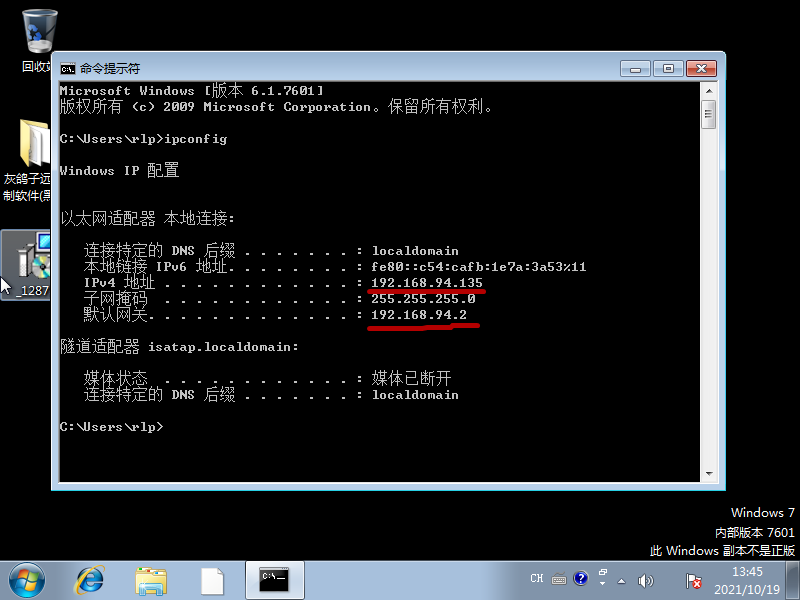 回收站
命令提示符
Microsoft Windows [版本 6.1.7601]
版权所有 (c) 2009 Microsoft Corporation。保留所有权利。
C:\Users\rlp>ipconfig
Windows IP 配置
以太网适配器 本地连接:
连接特定的 DNS 后缀 . . . . . . . : localdomain
本地链接 IPv6 地址. . . . . . . . : fe80::c54:cafb:1e7a:3a53%11
IPv4 地址 . . . . . . . . . . . . : 192.168.94.135
子网掩码 . . . . . . . . . . . . : 255.255.255.0
默认网关. . . . . . . . . . . . . : 192.168.94.2
隧道适配器 isatap.localdomain:
媒体状态 . . . . . . . . . . . . : 媒体已断开
连接特定的 DNS 后缀 . . . . . . . : localdomain
C:\Users\rlp>
灰鸽子远
制软件(黑
_1287
Windows 7
内部版本 7601
此 Windows 副本不是正版
C:\_
CH
13:45
2021/10/19